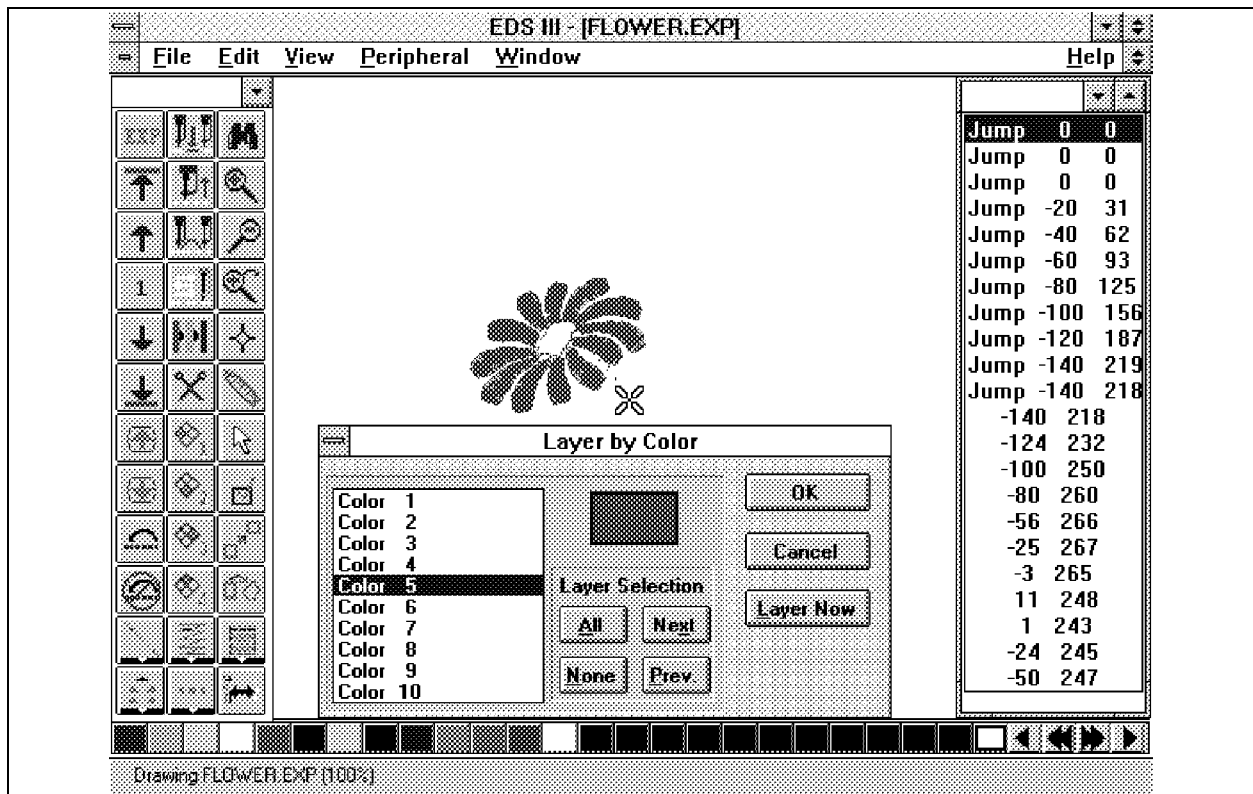 EDS III - [FLOWER.EXP]
File Edit View Peripheral Window Help
1
Jump 0 0
Jump 0 0
Jump 0 0
Jump -20 31
Jump -40 62
Jump -60 93
Jump -80 125
Jump -100 156
Jump -120 187
Jump -140 219
Jump -140 218
-140 218
-124 232
-100 250
-80 260
-56 266
-25 267
-3 265
11 248
1 243
-24 245
-50 247
Layer by Color
Color 1
Color 2
Color 3
Color 4
Color 5
Color 6
Color 7
Color 8
Color 9
Color 10
Layer Selection
All Next
None Prev.
OK
Cancel
Layer Now
Drawing FLOWER.EXP (100%)